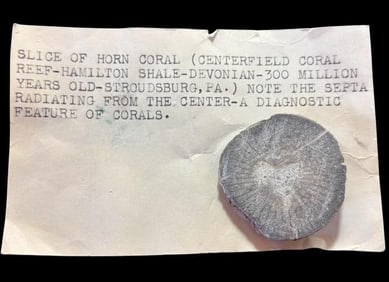 SLICE OF HORN CORAL (CENTERFIELD CORAL
REEF-HAMILTON SHALE-DEVONIAN-300 MILLION
YEARS OLD-STROUDSBURG,PA.) NOTE THE SEPTA
RADIATING FROM THE CENTER-A DIAGNOSTIC
FEATURE OF CORALS.